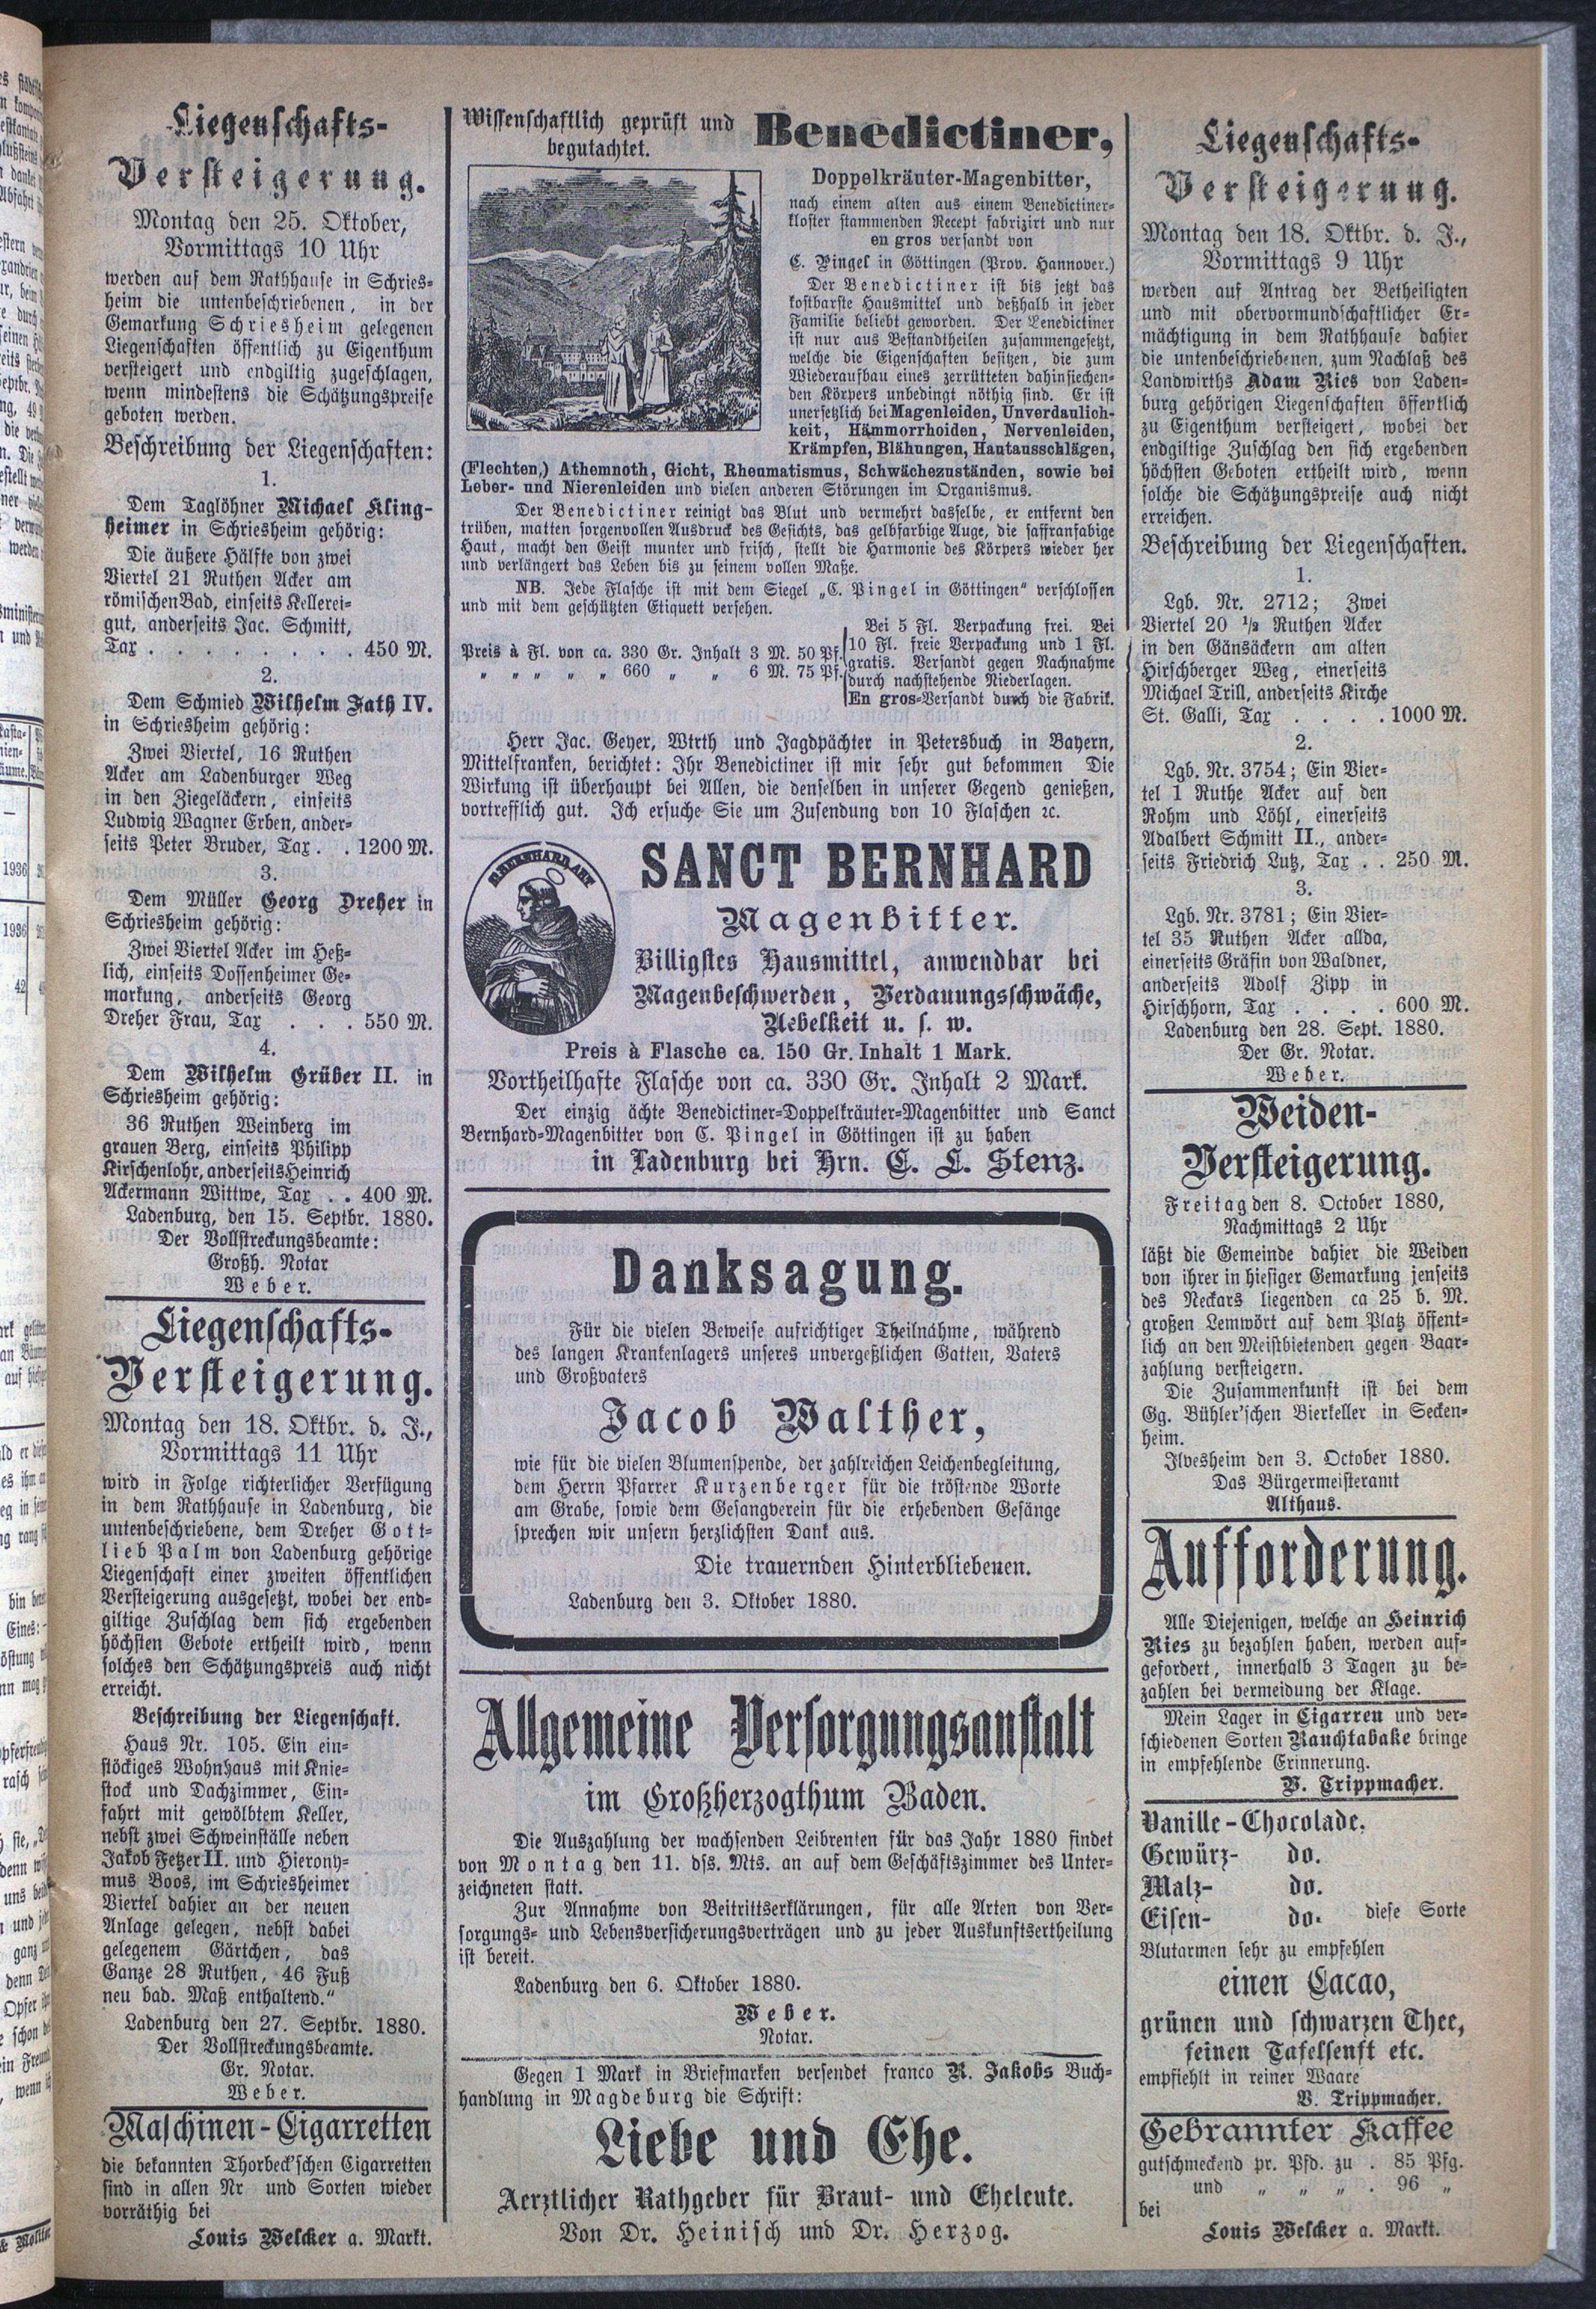 Liegenschafts-
Versteigerung.
Montag den 25. Oktober,
Vormittags 10 Uhr
werden auf dem Rathhause in Schries-
heim die untenbeschriebenen, in der
Gemarkung Schriesheim gelegenen
Liegenschaften öffentlich zu Eigenthum
versteigert und endgiltig zugeschlagen,
wenn mindestens die Schätzungspreise
geboten werden.
Beschreibung der Liegenschaften:
1.
Dem Taglöhner Michael Kling-
heimer in Schriesheim gehörig:
Die äußere Hälfte von zwei
Viertel 21 Ruthen Acker am
römischen Bad, einseits Kellerei-
gut, anderseits Jac. Schmitt,
Tax . . . . . . . . 450 M.
2.
Dem Schmied Wilhelm Fath IV.
in Schriesheim gehörig:
Zwei Viertel, 16 Ruthen
Acker am Ladenburger Weg
in den Ziegeläckern, einseits
Ludwig Wagner Erben, ander-
seits Peter Bruder, Tax . . 1200 M.
3.
Dem Müller Georg Dreher in
Schriesheim gehörig:
Zwei Viertel Acker im Heß-
lich, einseits Dossenheimer Ge-
markung, anderseits Georg
Dreher Frau, Tax . . . 550 M.
4.
Dem Wilhelm Grüber II. in
Schriesheim gehörig:
36 Ruthen Weinberg im
grauen Berg, einseits Philipp
Kirschenlohr, anderseits Heinrich
Ackermann Wittwe, Tax . . 400 M.
Ladenburg, den 15. Septbr. 1880.
Der Vollstreckungsbeamte:
Großh. Notar
Weber.
Liegenschafts-
Versteigerung.
Montag den 18. Oktbr. d. J.,
Vormittags 11 Uhr
wird in Folge richterlicher Verfügung
in dem Rathhause in Ladenburg, die
untenbeschriebene, dem Dreher Gott-
lieb Palm von Ladenburg gehörige
Liegenschaft einer zweiten öffentlichen
Versteigerung ausgesetzt, wobei der end-
giltige Zuschlag dem sich ergebenden
höchsten Gebote ertheilt wird, wenn
solches den Schätzungspreis auch nicht
erreicht.
Beschreibung der Liegenschaft.
Haus Nr. 105. Ein ein-
stöckiges Wohnhaus mit Knie-
stock und Dachzimmer, Ein-
fahrt mit gewölbtem Keller,
nebst zwei Schweinställe neben
Jakob Fetzer II. und Hierony-
mus Boos, im Schriesheimer
Viertel dahier an der neuen
Anlage gelegen, nebst dabei
gelegenem Gärtchen, das
Ganze 28 Ruthen, 46 Fuß
neu bad. Maß enthaltend."
Ladenburg den 27. Septbr. 1880.
Der Vollstreckungsbeamte.
Gr. Notar.
Weber.
Maschinen-Cigarretten
die bekannten Thorbeck'schen Cigarretten
sind in allen Nr und Sorten wieder
vorräthig bei
Louis Welcker a. Markt.
Wissenschaftlich geprüft und
begutachtet.
Benedictiner,
Doppelkräuter-Magenbitter,
nach einem alten aus einem Benedictiner-
kloster stammenden Recept fabrizirt und nur
en gros versandt von
C. Pingel in Göttingen (Prov. Hannover.)
Der Benedictiner ist bis jetzt das
kostbarste Hausmittel und deßhalb in jeder
Familie beliebt geworden. Der Benedictiner
ist nur aus Bestandtheilen zusammengesetzt,
welche die Eigenschaften besitzen, die zum
Wiederaufbau eines zerrütteten dahinsiechen-
den Körpers unbedingt nöthig sind. Er ist
unersetzlich bei Magenleiden, Unverdaulich-
keit, Hämmorrhoiden, Nervenleiden,
Krämpfen, Blähungen, Hautausschlägen,
(Flechten,) Athemnoth, Gicht, Rheumatismus, Schwächezuständen, sowie bei
Leber- und Nierenleiden und vielen anderen Störungen im Organismus.
Der Benedictiner reinigt das Blut und vermehrt dasselbe, er entfernt den
trüben, matten sorgenvollen Ausdruck des Gesichts, das gelbfarbige Auge, die saffranfabige
Haut, macht den Geist munter und frisch, stellt die Harmonie des Körpers wieder her
und verlängert das Leben bis zu seinem vollen Maße.
NB. Jede Flasche ist mit dem Siegel „C. Pingel in Göttingen" verschlossen
und mit dem geschützten Etiquett versehen.
Preis à Fl. von ca. 330 Gr. Inhalt 3 M. 50 Pf.
„ „ „ „ „ 660 „ „ 6 M. 75 Pf.
Bei 5 Fl. Verpackung frei. Bei
10 Fl. freie Verpackung und 1 Fl.
gratis. Versandt gegen Nachnahme
durch nachstehende Niederlagen.
En gros-Versandt durch die Fabrik.
Herr Jac. Geyer, Wirth und Jagdpächter in Petersbuch in Bayern,
Mittelfranken, berichtet: Ihr Benedictiner ist mir sehr gut bekommen Die
Wirkung ist überhaupt bei Allen, die denselben in unserer Gegend genießen,
vortrefflich gut. Ich ersuche Sie um Zusendung von 10 Flaschen ꝛc.
SANCT BERNHARD
Magenbitter.
Billigstes Hausmittel, anwendbar bei
Magenbeschwerden, Verdauungsschwäche,
Uebelkeit u. s. w.
Preis à Flasche ca. 150 Gr. Inhalt 1 Mark.
Vortheilhafte Flasche von ca. 330 Gr. Inhalt 2 Mark.
Der einzig ächte Benedictiner-Doppelkräuter-Magenbitter und Sanct
Bernhard-Magenbitter von C. Pingel in Göttingen ist zu haben
in Ladenburg bei Hrn. C. L. Stenz.
Danksagung.
Für die vielen Beweise aufrichtiger Theilnahme, während
des langen Krankenlagers unseres unvergeßlichen Gatten, Vaters
und Großvaters
Jacob Walther,
wie für die vielen Blumenspende, der zahlreichen Leichenbegleitung,
dem Herrn Pfarrer Kurzenberger für die tröstende Worte
am Grabe, sowie dem Gesangverein für die erhebenden Gesänge
sprechen wir unsern herzlichsten Dank aus.
Die trauernden Hinterbliebenen.
Ladenburg den 3. Oktober 1880.
Allgemeine Versorgungsanstalt
im Großherzogthum Baden.
Die Auszahlung der wachsenden Leibrenten für das Jahr 1880 findet
von Montag den 11. dss. Mts. an auf dem Geschäftszimmer des Unter-
zeichneten statt.
Zur Annahme von Beitrittserklärungen, für alle Arten von Ver-
sorgungs- und Lebensversicherungsverträgen und zu jeder Auskunftsertheilung
ist bereit.
Ladenburg den 6. Oktober 1880.
Weber.
Notar.
Gegen 1 Mark in Briefmarken versendet franco R. Jakobs Buch-
handlung in Magdeburg die Schrift:
Liebe und Ehe.
Aerztlicher Rathgeber für Braut- und Eheleute.
Von Dr. Heinisch und Dr. Herzog.
Liegenschafts-
Versteigerung.
Montag den 18. Oktbr. d. J.,
Vormittags 9 Uhr
werden auf Antrag der Betheiligten
und mit obervormundschaftlicher Er-
mächtigung in dem Rathhause dahier
die untenbeschriebenen, zum Nachlaß des
Landwirths Adam Ries von Laden-
burg gehörigen Liegenschaften öffentlich
zu Eigenthum versteigert, wobei der
endgiltige Zuschlag den sich ergebenden
höchsten Geboten ertheilt wird, wenn
solche die Schätzungspreise auch nicht
erreichen.
Beschreibung der Liegenschaften.
1.
Lgb. Nr. 2712; Zwei
Viertel 20 1/2 Ruthen Acker
in den Gänsäckern am alten
Hirschberger Weg, einerseits
Michael Trill, anderseits Kirche
St. Galli, Tax . . . . 1000 M.
2.
Lgb. Nr. 3754; Ein Vier-
tel 1 Ruthe Acker auf den
Rohm und Löhl, einerseits
Adalbert Schmitt II., ander-
seits Friedrich Lutz, Tax . . 250 M.
3.
Lgb. Nr. 3781; Ein Vier-
tel 35 Ruthen Acker allda,
einerseits Gräfin von Waldner,
anderseits Adolf Zipp in
Hirschhorn, Tax . . . . 600 M.
Ladenburg den 28. Sept. 1880.
Der Gr. Notar.
Weber.
Weiden-
Versteigerung.
Freitag den 8. October 1880,
Nachmittags 2 Uhr
läßt die Gemeinde dahier die Weiden
von ihrer in hiesiger Gemarkung jenseits
des Neckars liegenden ca 25 b. M.
großen Lemwört auf dem Platz öffent-
lich an den Meistbietenden gegen Baar-
zahlung versteigern.
Die Zusammenkunft ist bei dem
Gg. Bühler'schen Bierkeller in Secken-
heim.
Ilvesheim den 3. October 1880.
Das Bürgermeisteramt
Althaus.
Aufforderung.
Alle Diejenigen, welche an Heinrich
Ries zu bezahlen haben, werden auf-
gefordert, innerhalb 3 Tagen zu be-
zahlen bei vermeidung der Klage.
Mein Lager in Cigarren und ver-
schiedenen Sorten Rauchtabake bringe
in empfehlende Erinnerung.
V. Trippmacher.
Vanille-Chocolade.
Gewürz- do.
Malz- do.
Eisen- do. diese Sorte
Blutarmen sehr zu empfehlen
einen Cacao,
grünen und schwarzen Thee,
feinen Tafelsenft etc.
empfiehlt in reiner Waare
V. Trippmacher.
Gebrannter Kaffee
gutschmeckend pr. Pfd. zu . 85 Pfg.
und „ „ „ . 96 „
bei
Louis Welcker a. Markt.